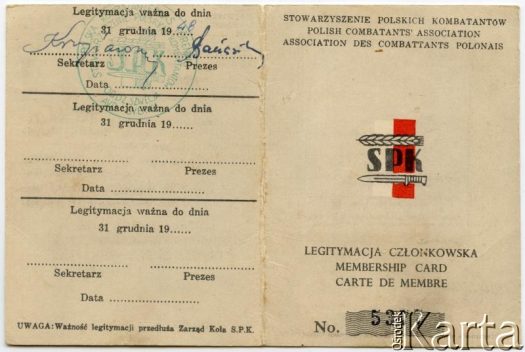 Legitymacja ważna do dnia
31 grudnia 1948
Sekretarz Prezes
Data
Legitymacja ważna do dnia
31 grudnia 19......
Sekretarz Prezes
Data
Legitymacja ważna do dnia
31 grudnia 19......
Sekretarz Prezes
Data
UWAGA: Ważność legitymacji przedłuża Zarząd Koła S.P.K.
STOWARZYSZENIE POLSKICH KOMBATANTÓW
POLISH COMBATANTS' ASSOCIATION
ASSOCIATION DES COMBATTANTS POLONAIS
SPK
LEGITYMACJA CZŁONKOWSKA
MEMBERSHIP CARD
CARTE DE MEMBRE
No.
ośrodek
Karta